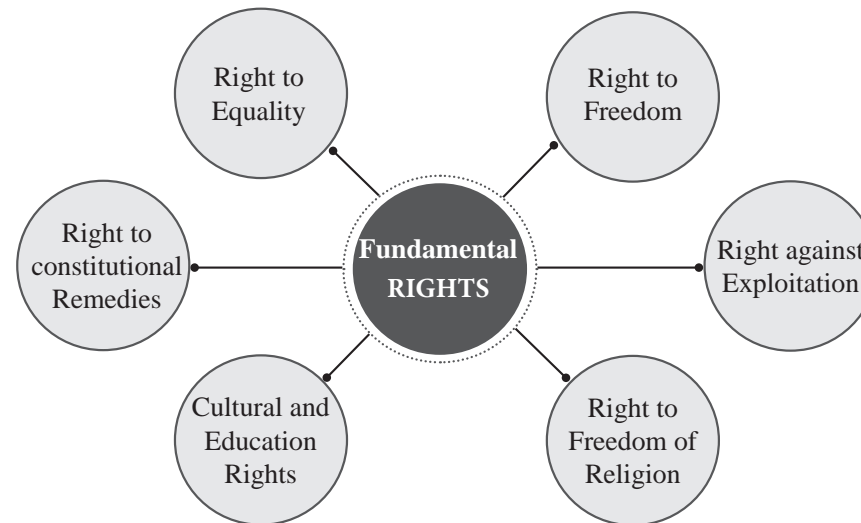 Right to
Equality
Right to
Freedom
Right to
constitutional
Remedies
Fundamental
RIGHTS
Right against
Exploitation
Cultural and
Education
Rights
Right to
Freedom of
Religion